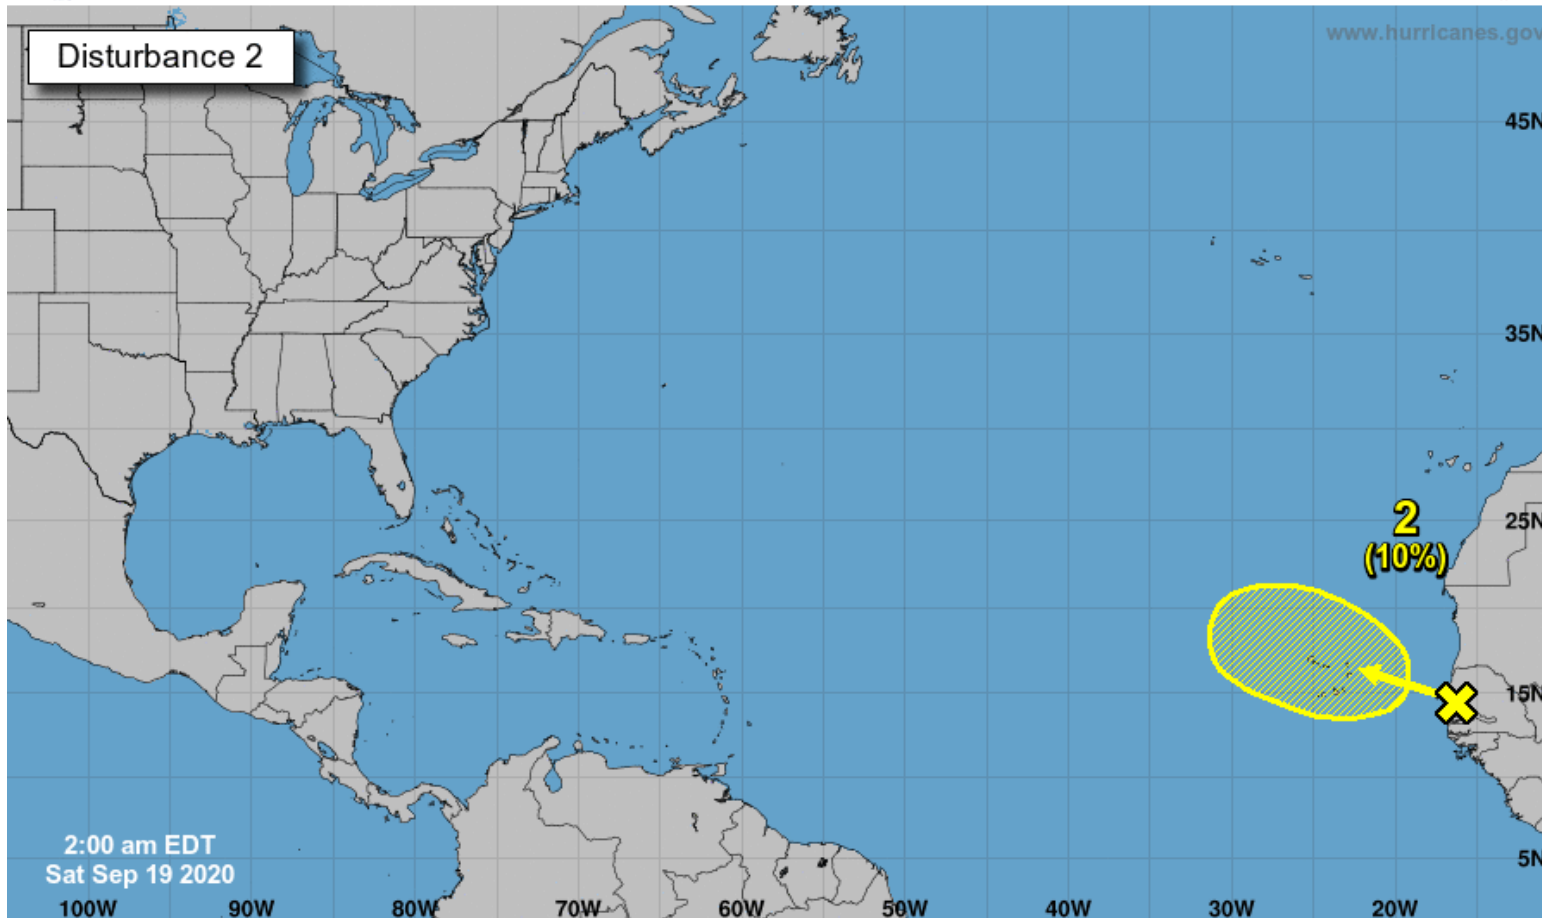 Disturbance 2
www.hurricanes.gov
45N
35N
2
(10%)
25N
15N
2:00 am EDT
Sat Sep 19 2020
5N
100W 90W 80W 70W 60W 50W 40W 30W 20W